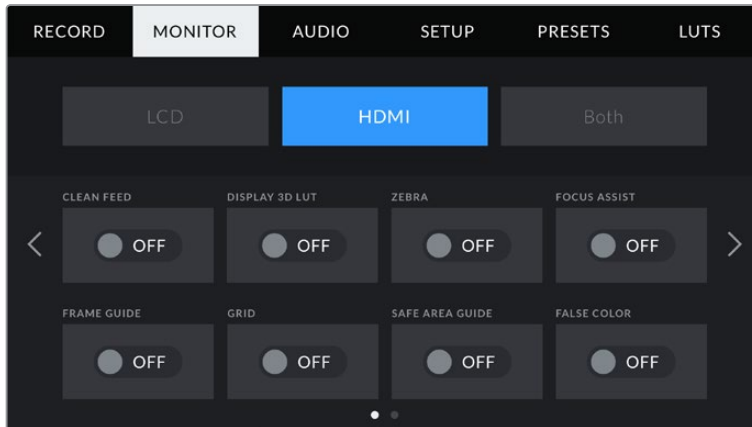 RECORD MONITOR AUDIO SETUP PRESETS LUTS
LCD HDMI Both
CLEAN FEED DISPLAY 3D LUT ZEBRA FOCUS ASSIST
OFF OFF OFF OFF
FRAME GUIDE GRID SAFE AREA GUIDE FALSE COLOR
OFF OFF OFF OFF